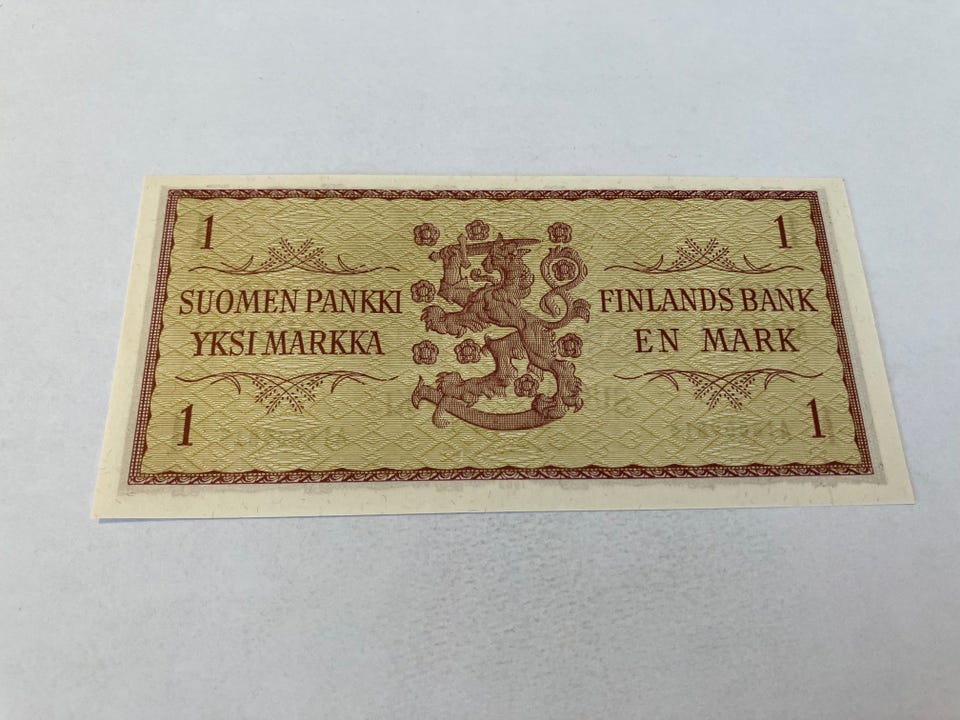 1 1
SUOMEN PANKKI FINLANDS BANK
YKSI MARKKA EN MARK
1 1